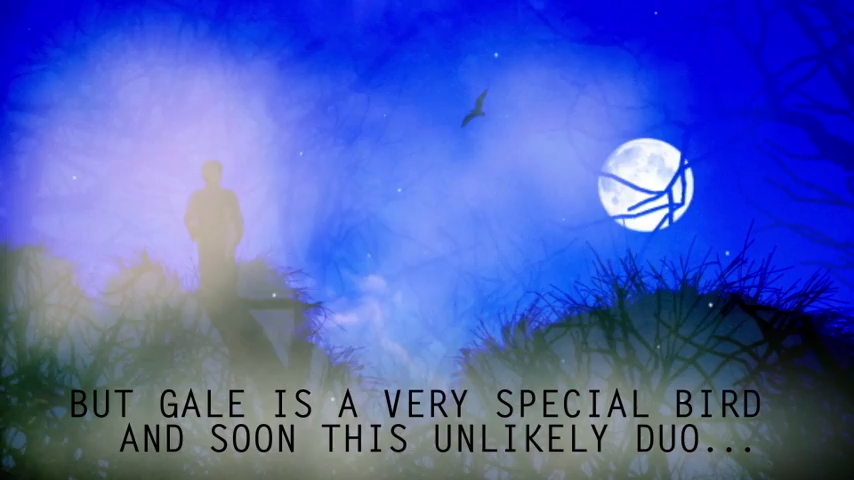 BUT GALE IS A VERY SPECIAL BIRD
AND SOON THIS UNLIKELY DUO...